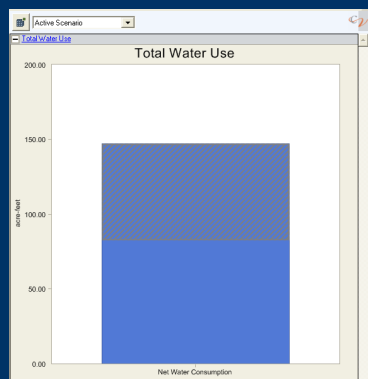 Active Scenario
Total Water Use
Total Water Use
200.00
150.00
acre-feet
100.00
50.00
0.00
Net Water Consumption